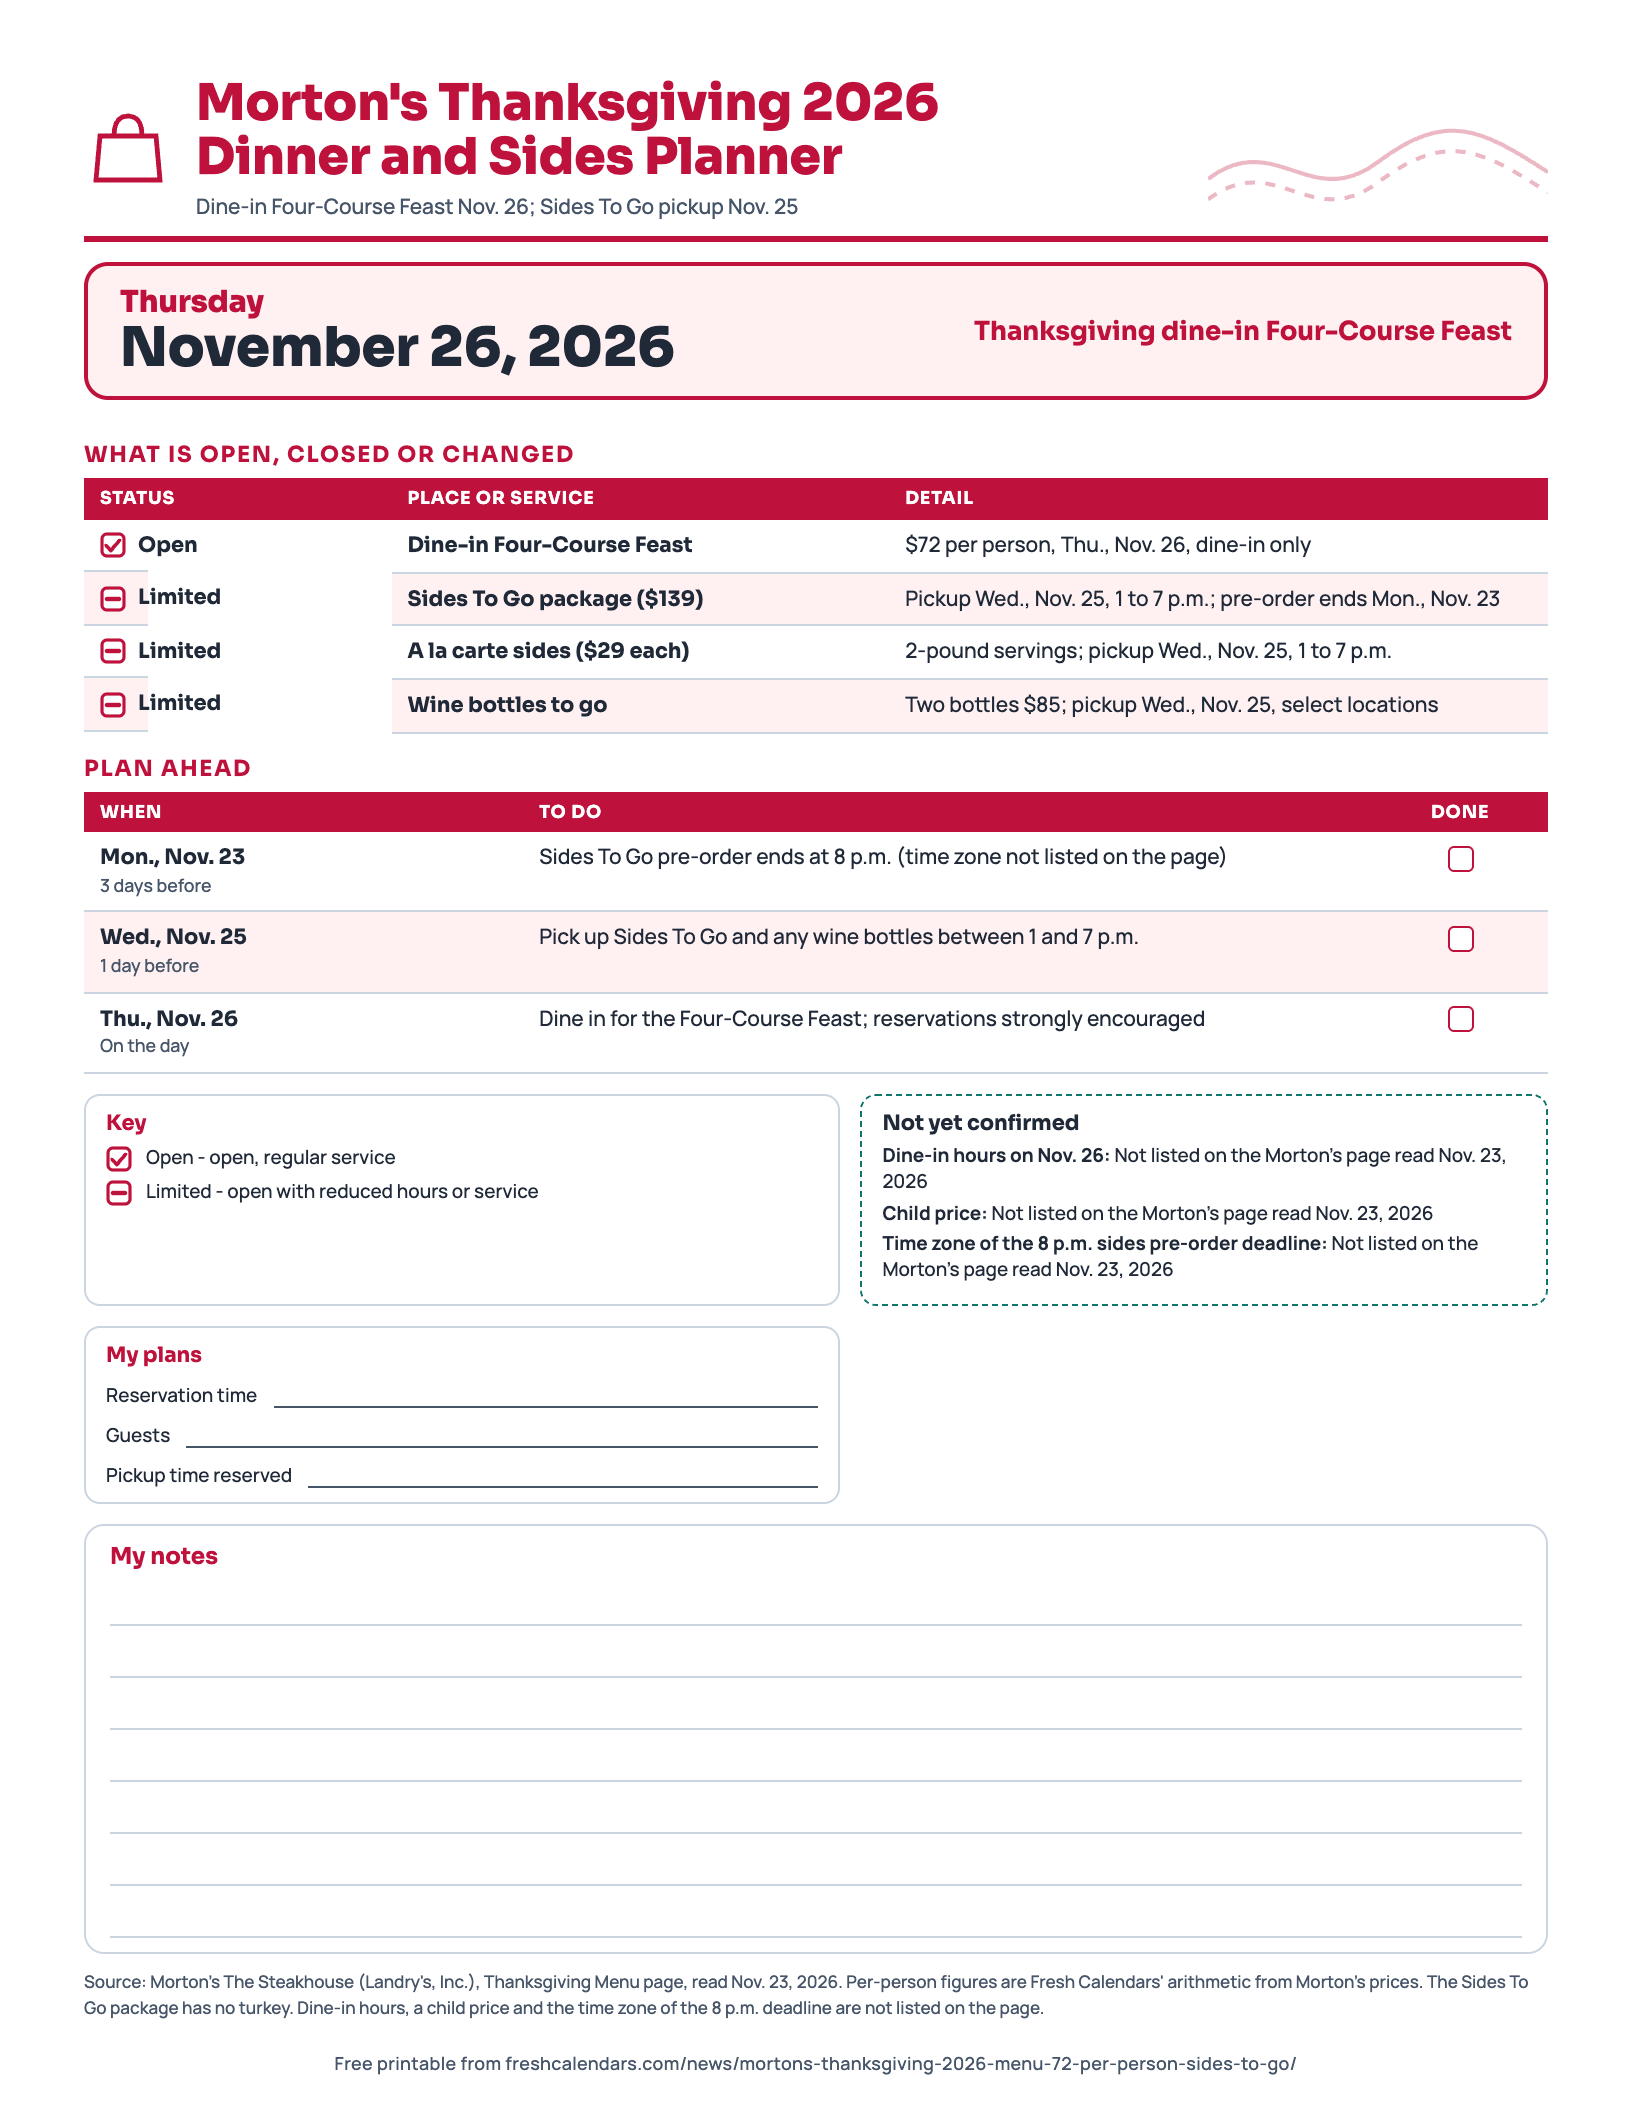 Morton's Thanksgiving 2026
Dinner and Sides Planner
Dine-in Four-Course Feast Nov. 26; Sides To Go pickup Nov. 25
Thursday
November 26, 2026
Thanksgiving dine-in Four-Course Feast
WHAT IS OPEN, CLOSED OR CHANGED
STATUS PLACE OR SERVICE DETAIL
Open Dine-in Four-Course Feast $72 per person, Thu., Nov. 26, dine-in only
Limited Sides To Go package ($139) Pickup Wed., Nov. 25, 1 to 7 p.m.; pre-order ends Mon., Nov. 23
Limited A la carte sides ($29 each) 2-pound servings; pickup Wed., Nov. 25, 1 to 7 p.m.
Limited Wine bottles to go Two bottles $85; pickup Wed., Nov. 25, select locations
PLAN AHEAD
WHEN TO DO DONE
Mon., Nov. 23 Sides To Go pre-order ends at 8 p.m. (time zone not listed on the page)
3 days before
Wed., Nov. 25 Pick up Sides To Go and any wine bottles between 1 and 7 p.m.
1 day before
Thu., Nov. 26 Dine in for the Four-Course Feast; reservations strongly encouraged
On the day
Key
Open - open, regular service
Limited - open with reduced hours or service
Not yet confirmed
Dine-in hours on Nov. 26: Not listed on the Morton's page read Nov. 23,
2026
Child price: Not listed on the Morton's page read Nov. 23, 2026
Time zone of the 8 p.m. sides pre-order deadline: Not listed on the
Morton's page read Nov. 23, 2026
My plans
Reservation time
Guests
Pickup time reserved
My notes
Source: Morton's The Steakhouse (Landry's, Inc.), Thanksgiving Menu page, read Nov. 23, 2026. Per-person figures are Fresh Calendars' arithmetic from Morton's prices. The Sides To
Go package has no turkey. Dine-in hours, a child price and the time zone of the 8 p.m. deadline are not listed on the page.
Free printable from freshcalendars.com/news/mortons-thanksgiving-2026-menu-72-per-person-sides-to-go/